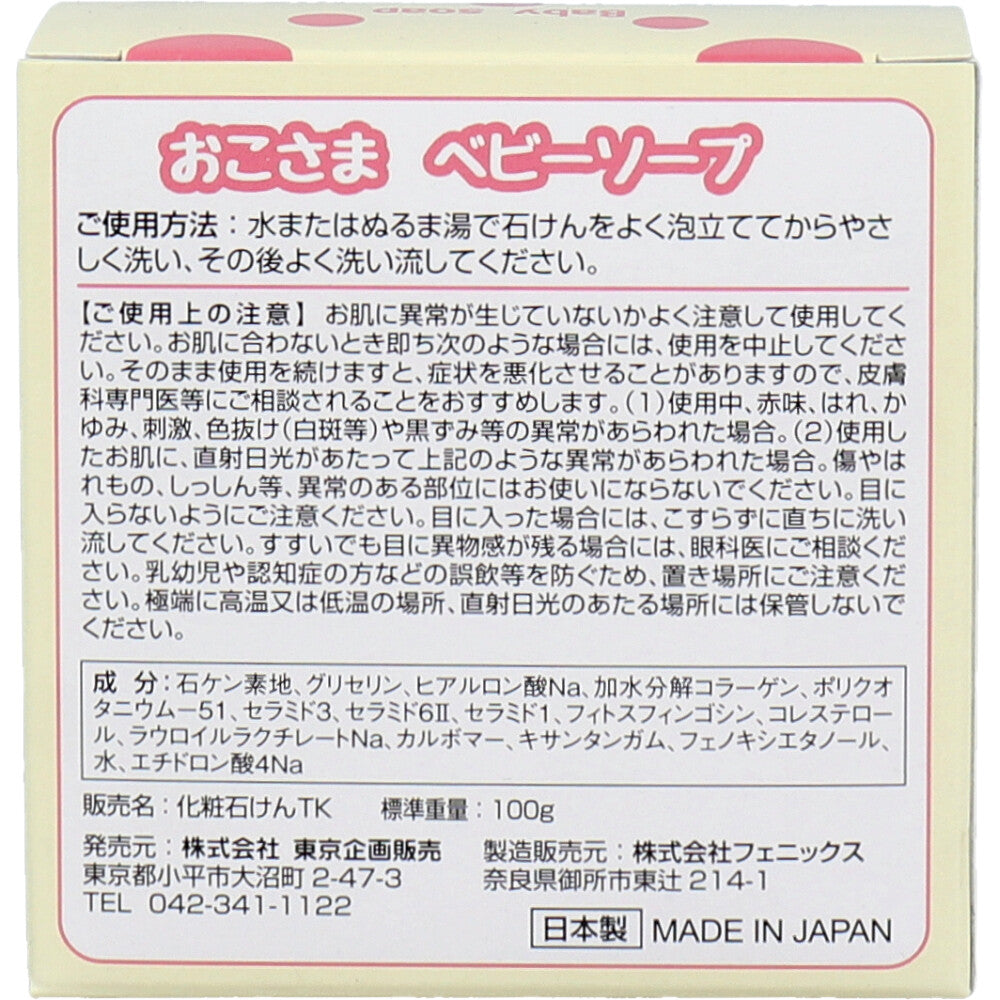 Baby soap
おこさま ベビーソープ
ご使用方法：水またはぬるま湯で石けんをよく泡立ててからやさ
しく洗い、その後よく洗い流してください。
【ご使用上の注意】 お肌に異常が生じていないかよく注意して使用してく
ださい。お肌に合わないとき即ち次のような場合には、使用を中止してくださ
い。そのまま使用を続けますと、症状を悪化させることがありますので、皮膚
科専門医等にご相談されることをおすすめします。（1）使用中、赤味、はれ、か
ゆみ、刺激、色抜け（白斑等）や黒ずみ等の異常があらわれた場合。（2）使用し
たお肌に、直射日光があたって上記のような異常があらわれた場合。傷やは
れもの、しっしん等、異常のある部位にはお使いにならないでください。目に
入らないようにご注意ください。目に入った場合には、こすらずに直ちに洗い
流してください。すすいでも目に異物感が残る場合には、眼科医にご相談くだ
さい。乳幼児や認知症の方などの誤飲等を防ぐため、置き場所にご注意くだ
さい。極端に高温又は低温の場所、直射日光のあたる場所には保管しないで
ください。
成 分：石ケン素地、グリセリン、ヒアルロン酸Na、加水分解コラーゲン、ポリクオ
タニウムー51、セラミド3、セラミド6Ⅱ、セラミド1、フィトスフィンゴシン、コレステロー
ル、ラウロイルラクチレートNa、カルボマー、キサンタンガム、フェノキシエタノール、
水、エチドロン酸4Na
販売名：化粧石けんTK 標準重量：100g
発売元：株式会社 東京企画販売
東京都小平市大沼町 2-47-3
TEL 042-341-1122
製造販売元：株式会社フェニックス
奈良県御所市東辻 214-1
日本製 MADE IN JAPAN